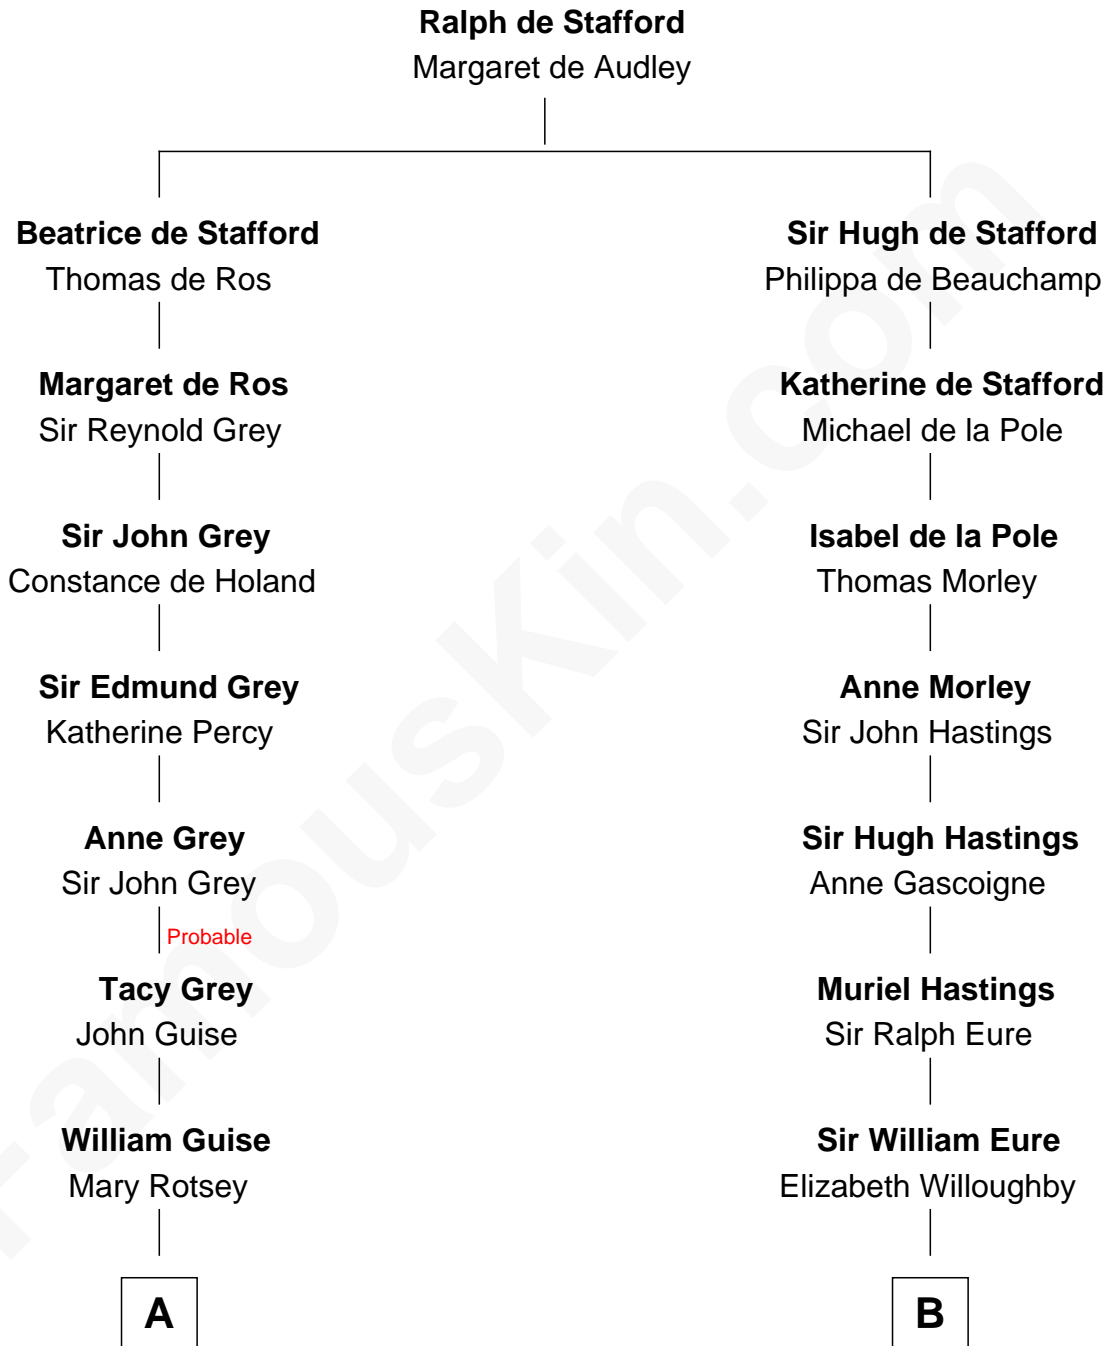 Ralph de Stafford
Margaret de Audley
Beatrice de Stafford
Thomas de Ros
Sir Hugh de Stafford
Philippa de Beauchamp
Margaret de Ros
Sir Reynold Grey
Katherine de Stafford
Michael de la Pole
Sir John Grey
Constance de Holand
Isabel de la Pole
Thomas Morley
Sir Edmund Grey
Katherine Percy
Anne Morley
Sir John Hastings
Anne Grey
Sir John Grey
Sir Hugh Hastings
Anne Gascoigne
Probable
Tacy Grey
John Guise
Muriel Hastings
Sir Ralph Eure
William Guise
Mary Rotsey
Sir William Eure
Elizabeth Willoughby
A
B
FamousKin.com